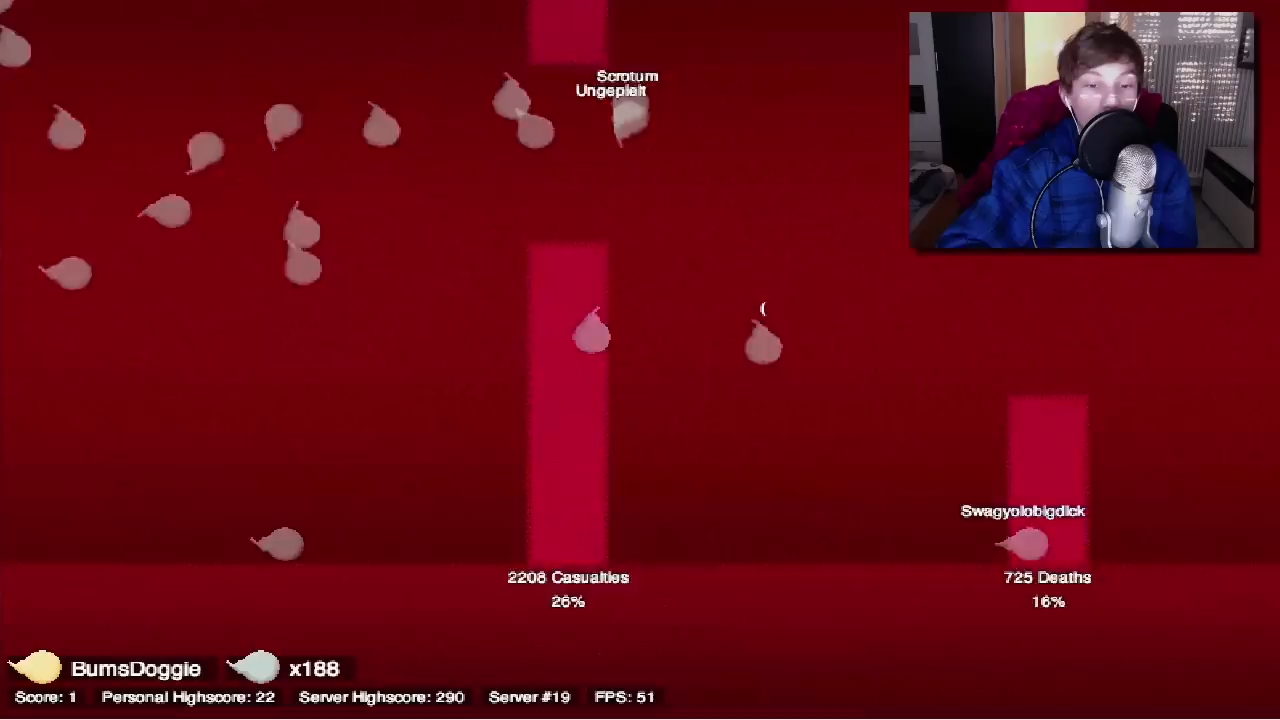 Scrotum
Ungepielt
(
Swagyolobigdick
2208 Casualties
26%
725 Deaths
16%
BumsDoggie
x188
Score: 1
Personal Highscore: 22
Server Highscore: 290
Server #19
FPS: 51